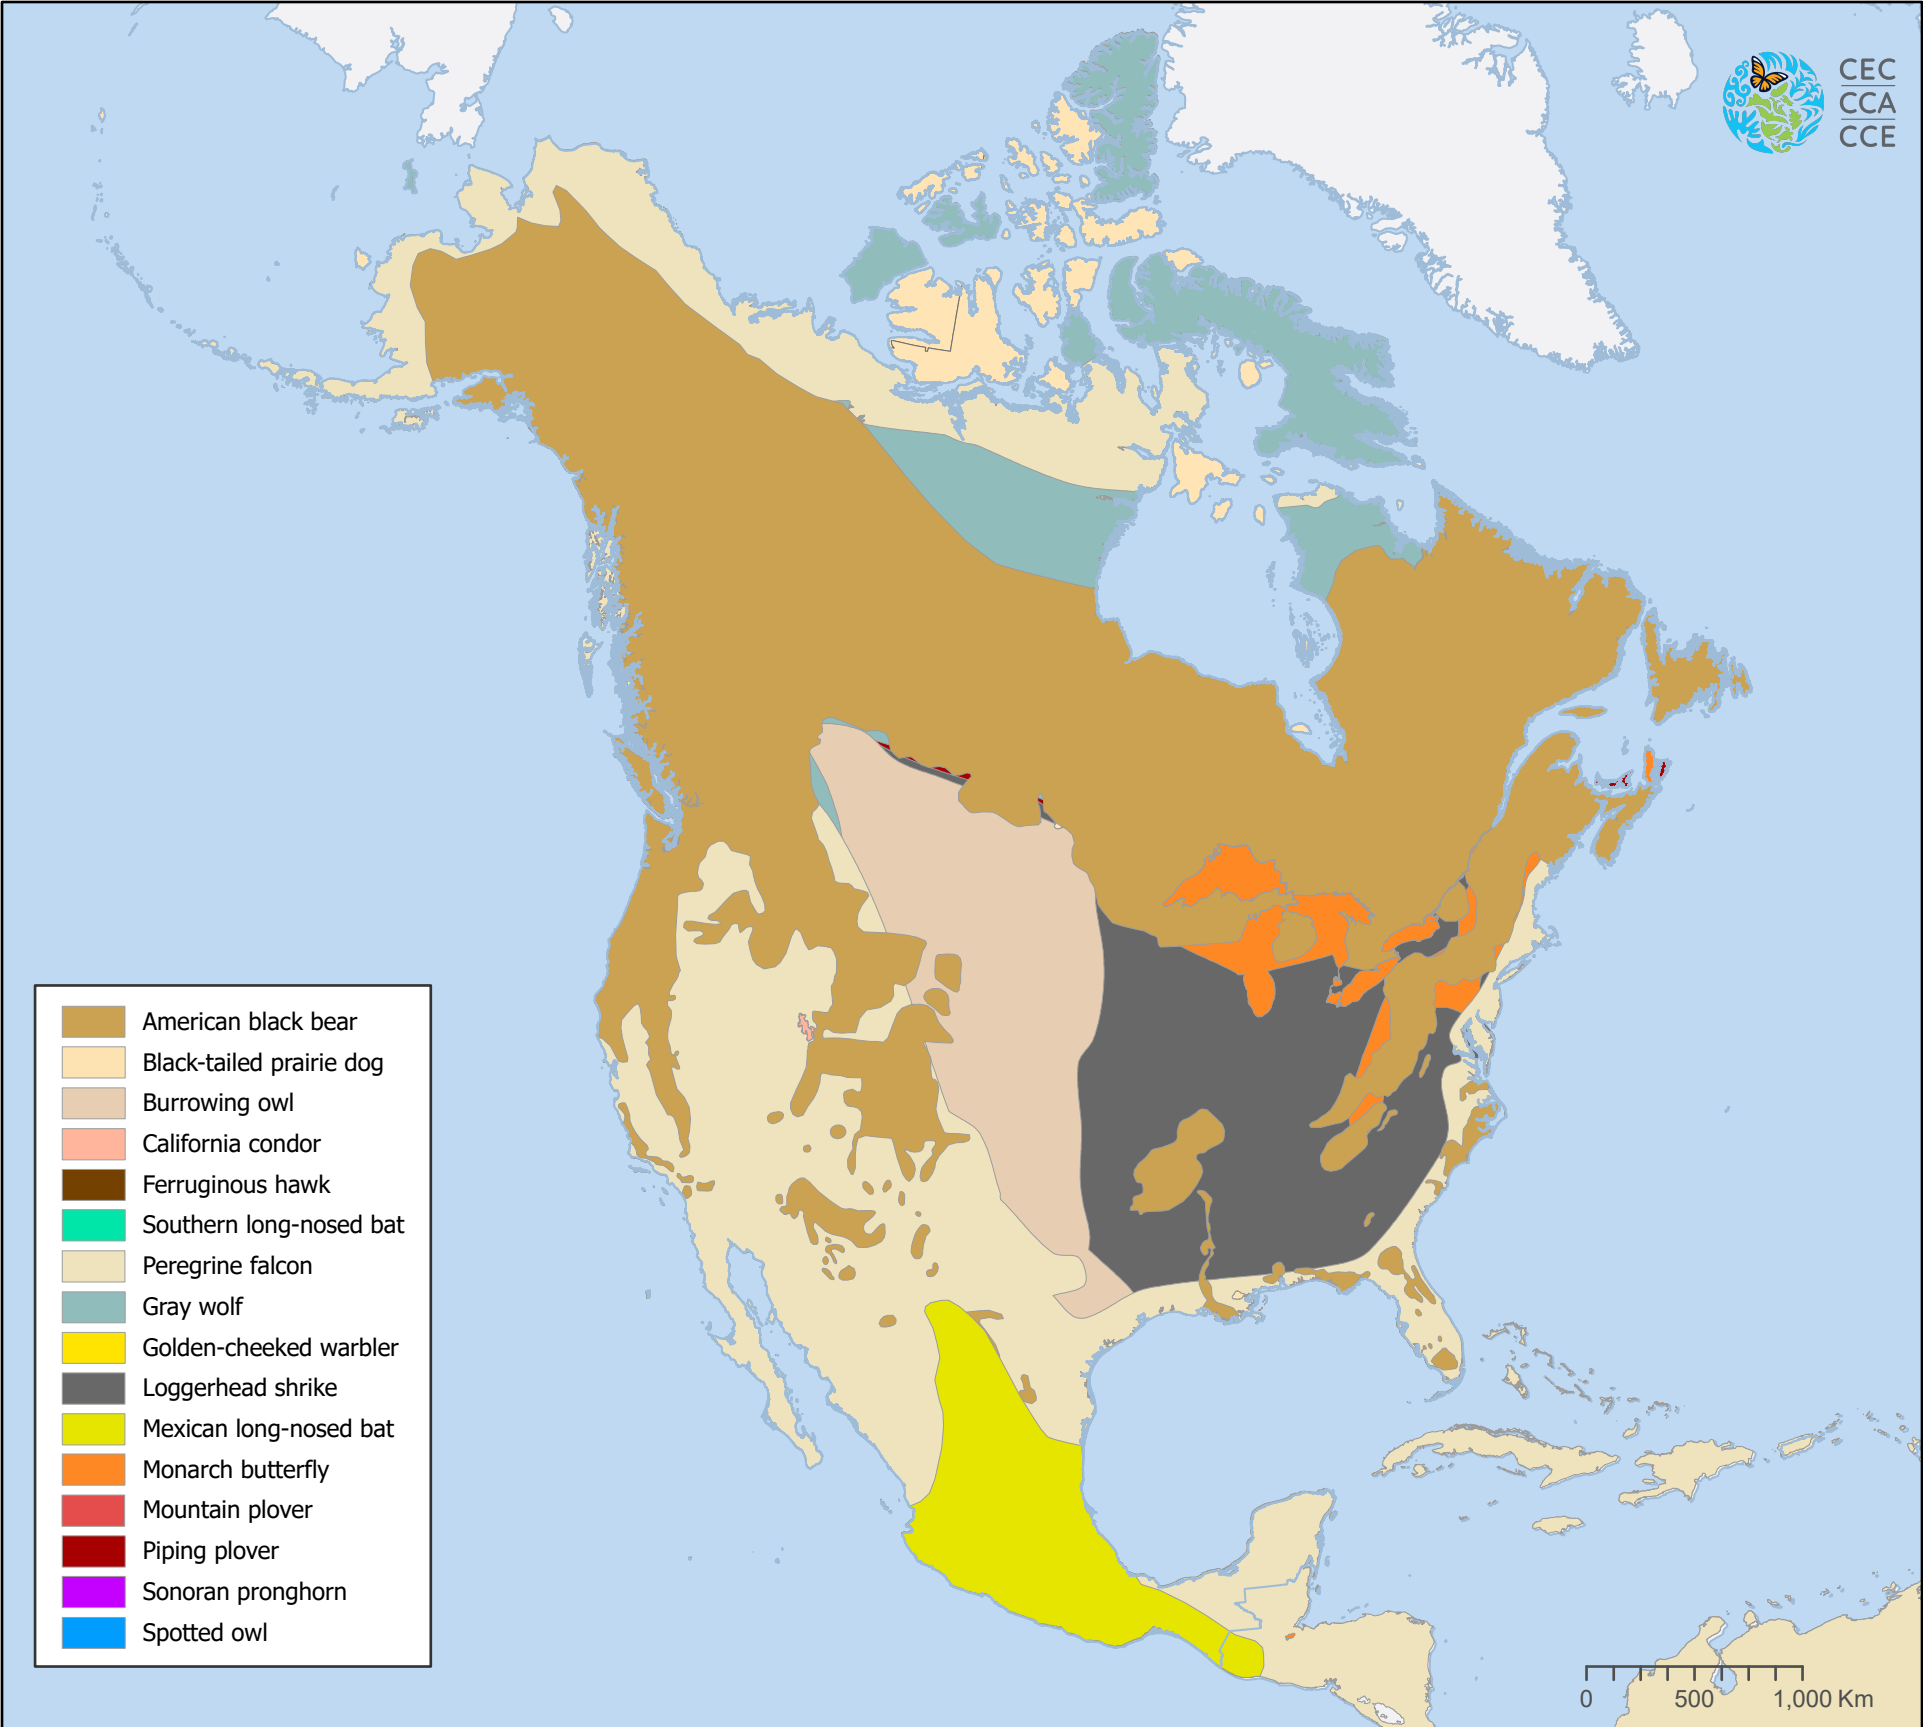 CEC
CCA
CCE
American black bear
Black-tailed prairie dog
Burrowing owl
California condor
Ferruginous hawk
Southern long-nosed bat
Peregrine falcon
Gray wolf
Golden-cheeked warbler
Loggerhead shrike
Mexican long-nosed bat
Monarch butterfly
Mountain plover
Piping plover
Sonoran pronghorn
Spotted owl
0 500 1,000 Km